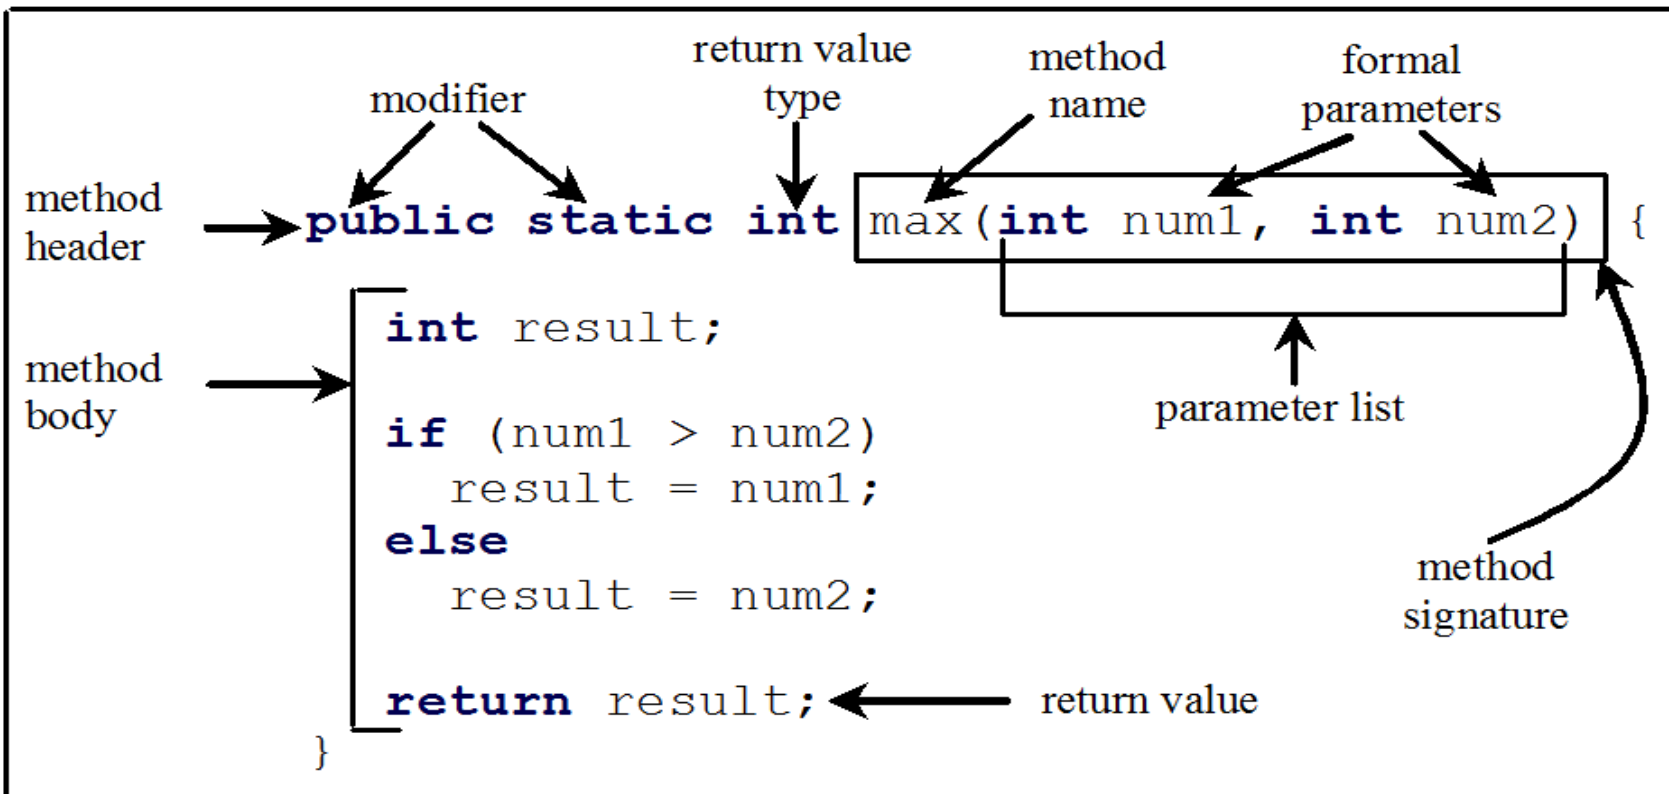 return value
type
method
name
formal
parameters
modifier
method
header
public static int max(int num1, int num2) {
int result;
method
body
parameter list
if (num1 > num2)
result = num1;
else
result = num2;
method
signature
return result;
return value
}